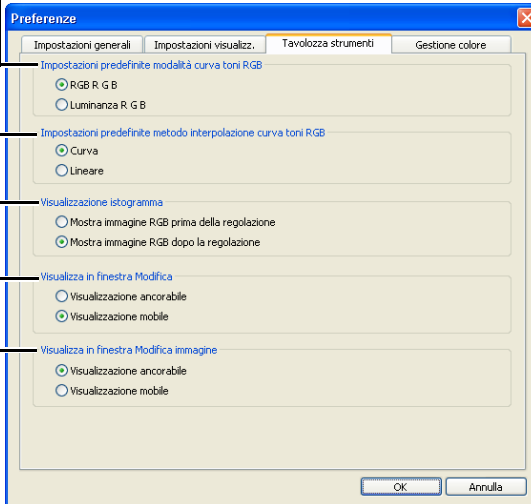 Preferenze
Impostazioni generali
Impostazioni visualizz.
Tavolozza strumenti
Gestione colore
Impostazioni predefinite modalità curva toni RGB
RGB R G B
Luminanza R G B
Impostazioni predefinite metodo interpolazione curva toni RGB
Curva
Lineare
Visualizzazione istogramma
Mostra immagine RGB prima della regolazione
Mostra immagine RGB dopo la regolazione
Visualizza in finestra Modifica
Visualizzazione ancorabile
Visualizzazione mobile
Visualizza in finestra Modifica immagine
Visualizzazione ancorabile
Visualizzazione mobile
OK
Annulla